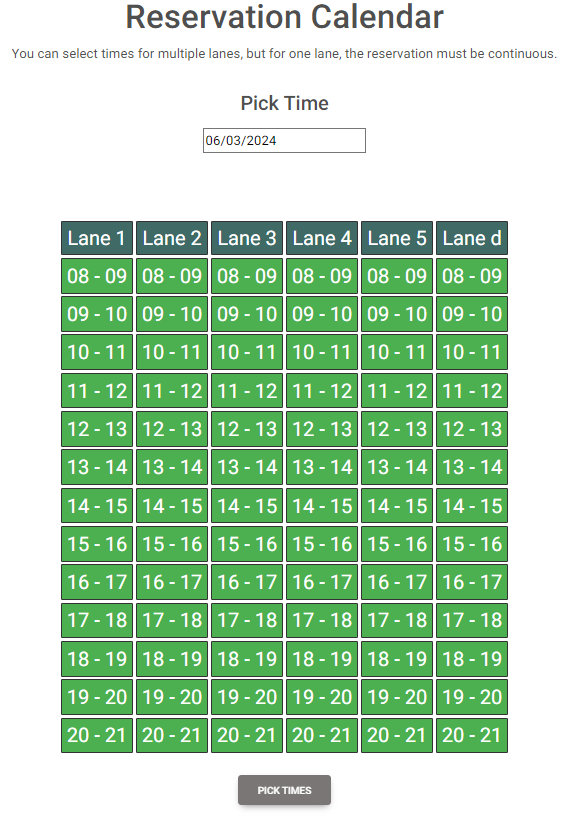 Reservation Calendar
You can select times for multiple lanes, but for one lane, the reservation must be continuous.
Pick Time
06/03/2024
Lane 1 Lane 2 Lane 3 Lane 4 Lane 5 Lane d
08 - 09 08 - 09 08 - 09 08 - 09 08 - 09 08 - 09
09 - 10 09 - 10 09 - 10 09 - 10 09 - 10 09 - 10
10 - 11 10 - 11 10 - 11 10 - 11 10 - 11 10 - 11
11 - 12 11 - 12 11 - 12 11 - 12 11 - 12 11 - 12
12 - 13 12 - 13 12 - 13 12 - 13 12 - 13 12 - 13
13 - 14 13 - 14 13 - 14 13 - 14 13 - 14 13 - 14
14 - 15 14 - 15 14 - 15 14 - 15 14 - 15 14 - 15
15 - 16 15 - 16 15 - 16 15 - 16 15 - 16 15 - 16
16 - 17 16 - 17 16 - 17 16 - 17 16 - 17 16 - 17
17 - 18 17 - 18 17 - 18 17 - 18 17 - 18 17 - 18
18 - 19 18 - 19 18 - 19 18 - 19 18 - 19 18 - 19
19 - 20 19 - 20 19 - 20 19 - 20 19 - 20 19 - 20
20 - 21 20 - 21 20 - 21 20 - 21 20 - 21 20 - 21
PICK TIMES